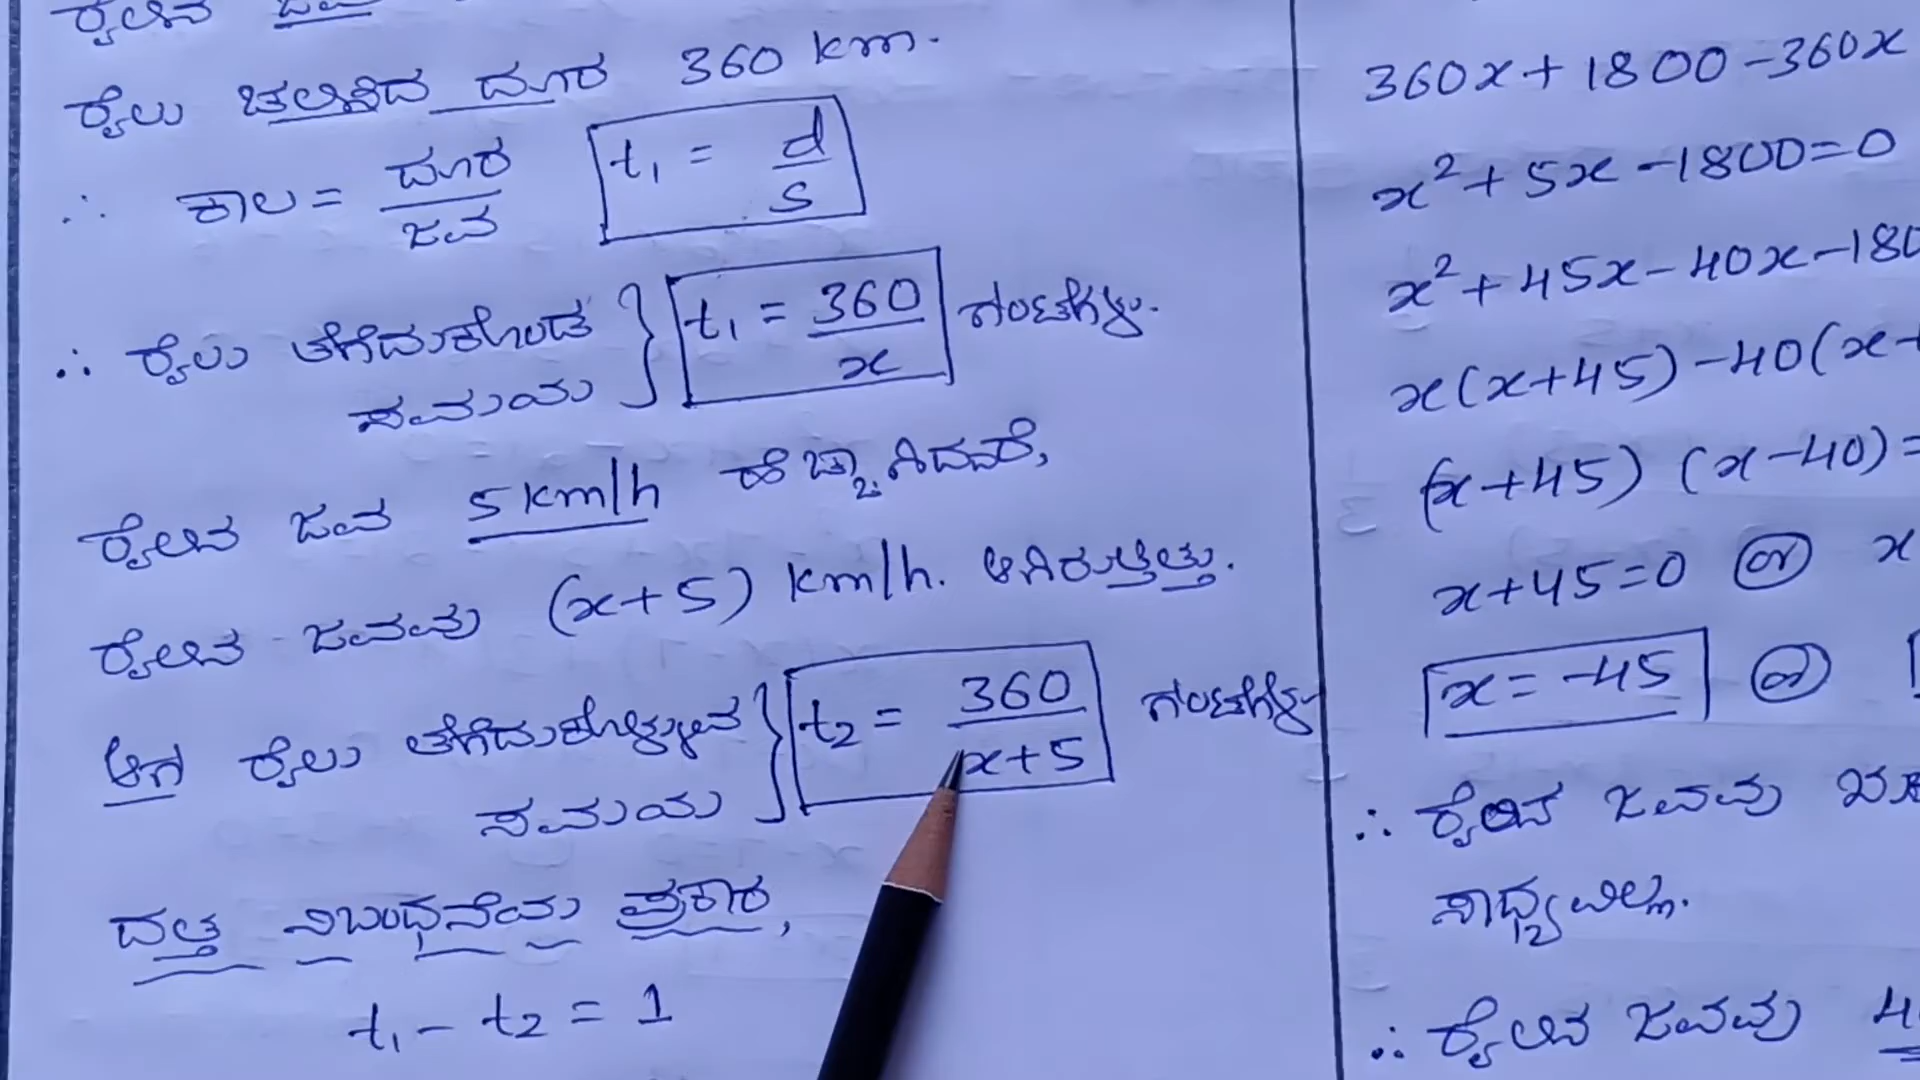 ರೈಲಿನ ಜವ
ರೈಲು ಚಲಿಸಿದ ದೂರ 360 km.
∴ ಕಾಲ = ದೂರ / ಜವ   t₁ = d / s
∴ ರೈಲು ತೆಗೆದುಕೊಂಡ ಸಮಯ } t₁ = 360 / x ಗಂಟೆಗಳು.
ರೈಲಿನ ಜವ 5 km/h ಹೆಚ್ಚಾಗಿದ್ದರೆ,
ರೈಲಿನ ಜವವು (x+5) km/h. ಆಗಿರುತ್ತಿತ್ತು.
ಆಗ ರೈಲು ತೆಗೆದುಕೊಳ್ಳುವ ಸಮಯ } t₂ = 360 / x+5 ಗಂಟೆಗಳು
ದತ್ತ ನಿಬಂಧನೆಯ ಪ್ರಕಾರ,
t₁ - t₂ = 1
360x + 1800 - 360x
x² + 5x - 1800 = 0
x² + 45x - 40x - 180
x(x+45) - 40(x+
(x+45) (x-40) =
x+45=0 or x
x = -45 or
∴ ರೈಲಿನ ಜವವು
ಸಾಧ್ಯವಿಲ್ಲ.
∴ ರೈಲಿನ ಜವವು 4